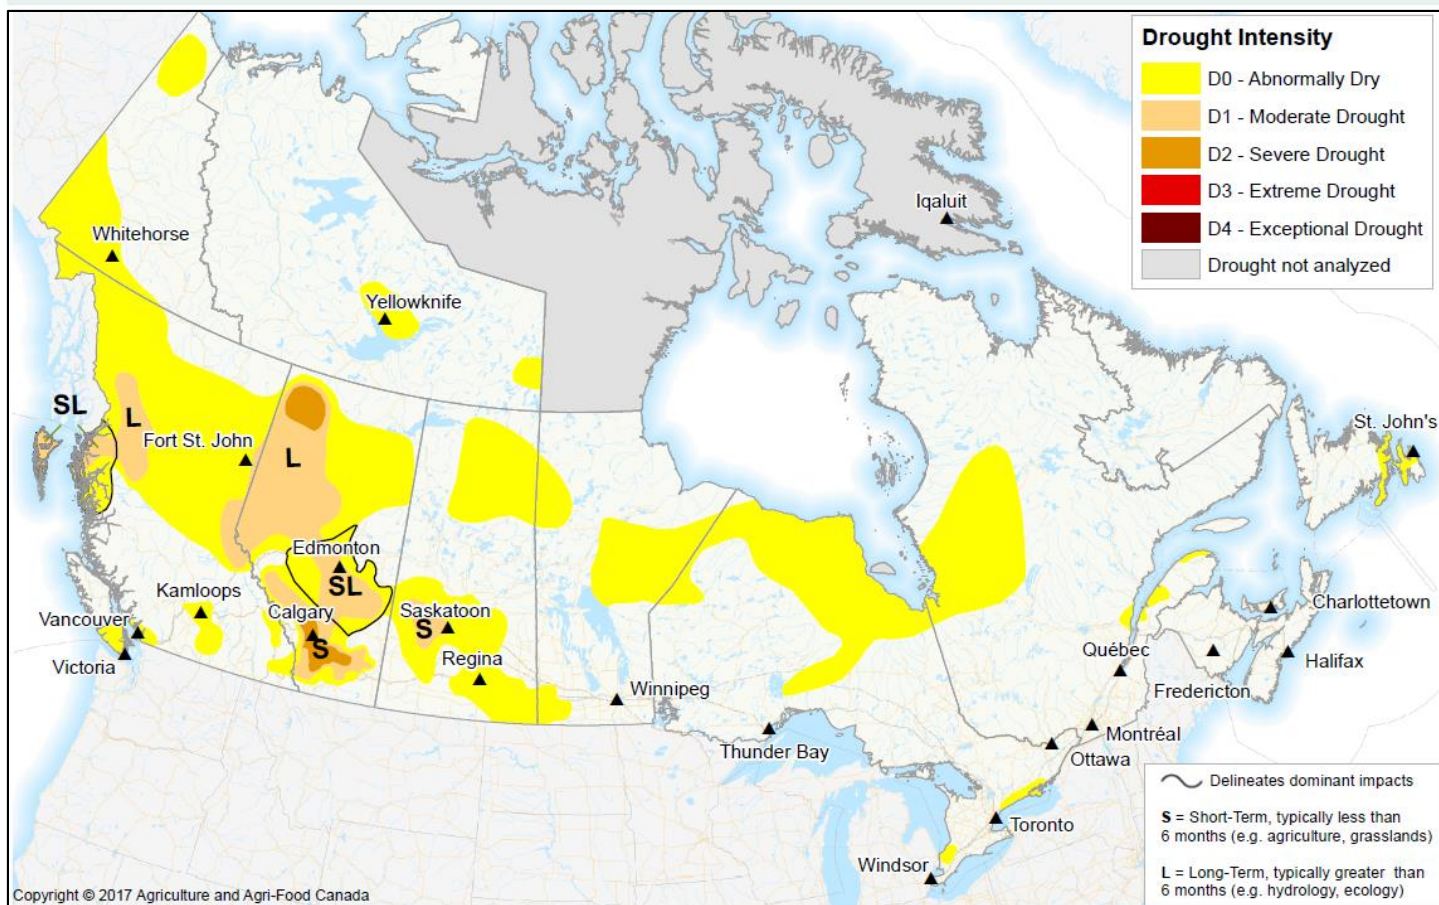 Drought Intensity
D0 - Abnormally Dry
D1 - Moderate Drought
D2 - Severe Drought
D3 - Extreme Drought
D4 - Exceptional Drought
Drought not analyzed
Iqaluit
Whitehorse
Yellowknife
SL
L
Fort St. John
L
St. John's
Edmonton
SL
Kamloops
Calgary
Saskatoon
S
Vancouver
S
Charlottetown
Victoria
Regina
Québec
Halifax
Winnipeg
Fredericton
Thunder Bay
Montréal
Ottawa
Toronto
Windsor
Delineates dominant impacts
S = Short-Term, typically less than
6 months (e.g. agriculture, grasslands)
L = Long-Term, typically greater than
6 months (e.g. hydrology, ecology)
Copyright © 2017 Agriculture and Agri-Food Canada